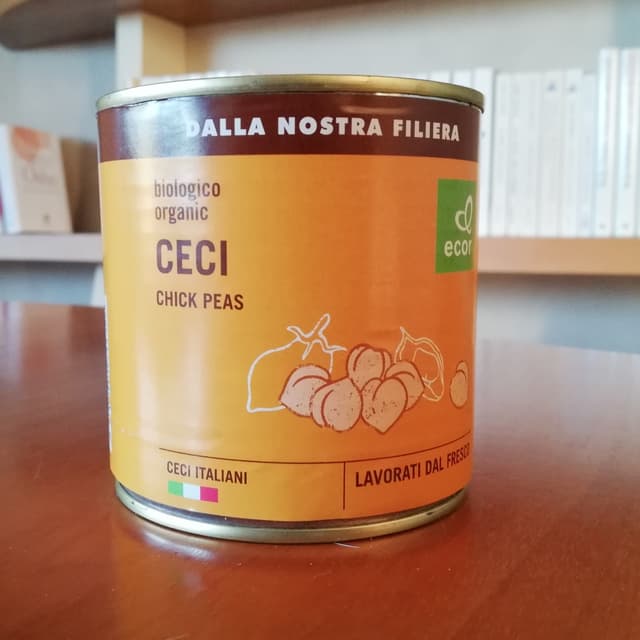 DALLA NOSTRA FILIERA
biologico
organic
ecor
CECI
CHICK PEAS
CECI ITALIANI
LAVORATI DAL FRESCO